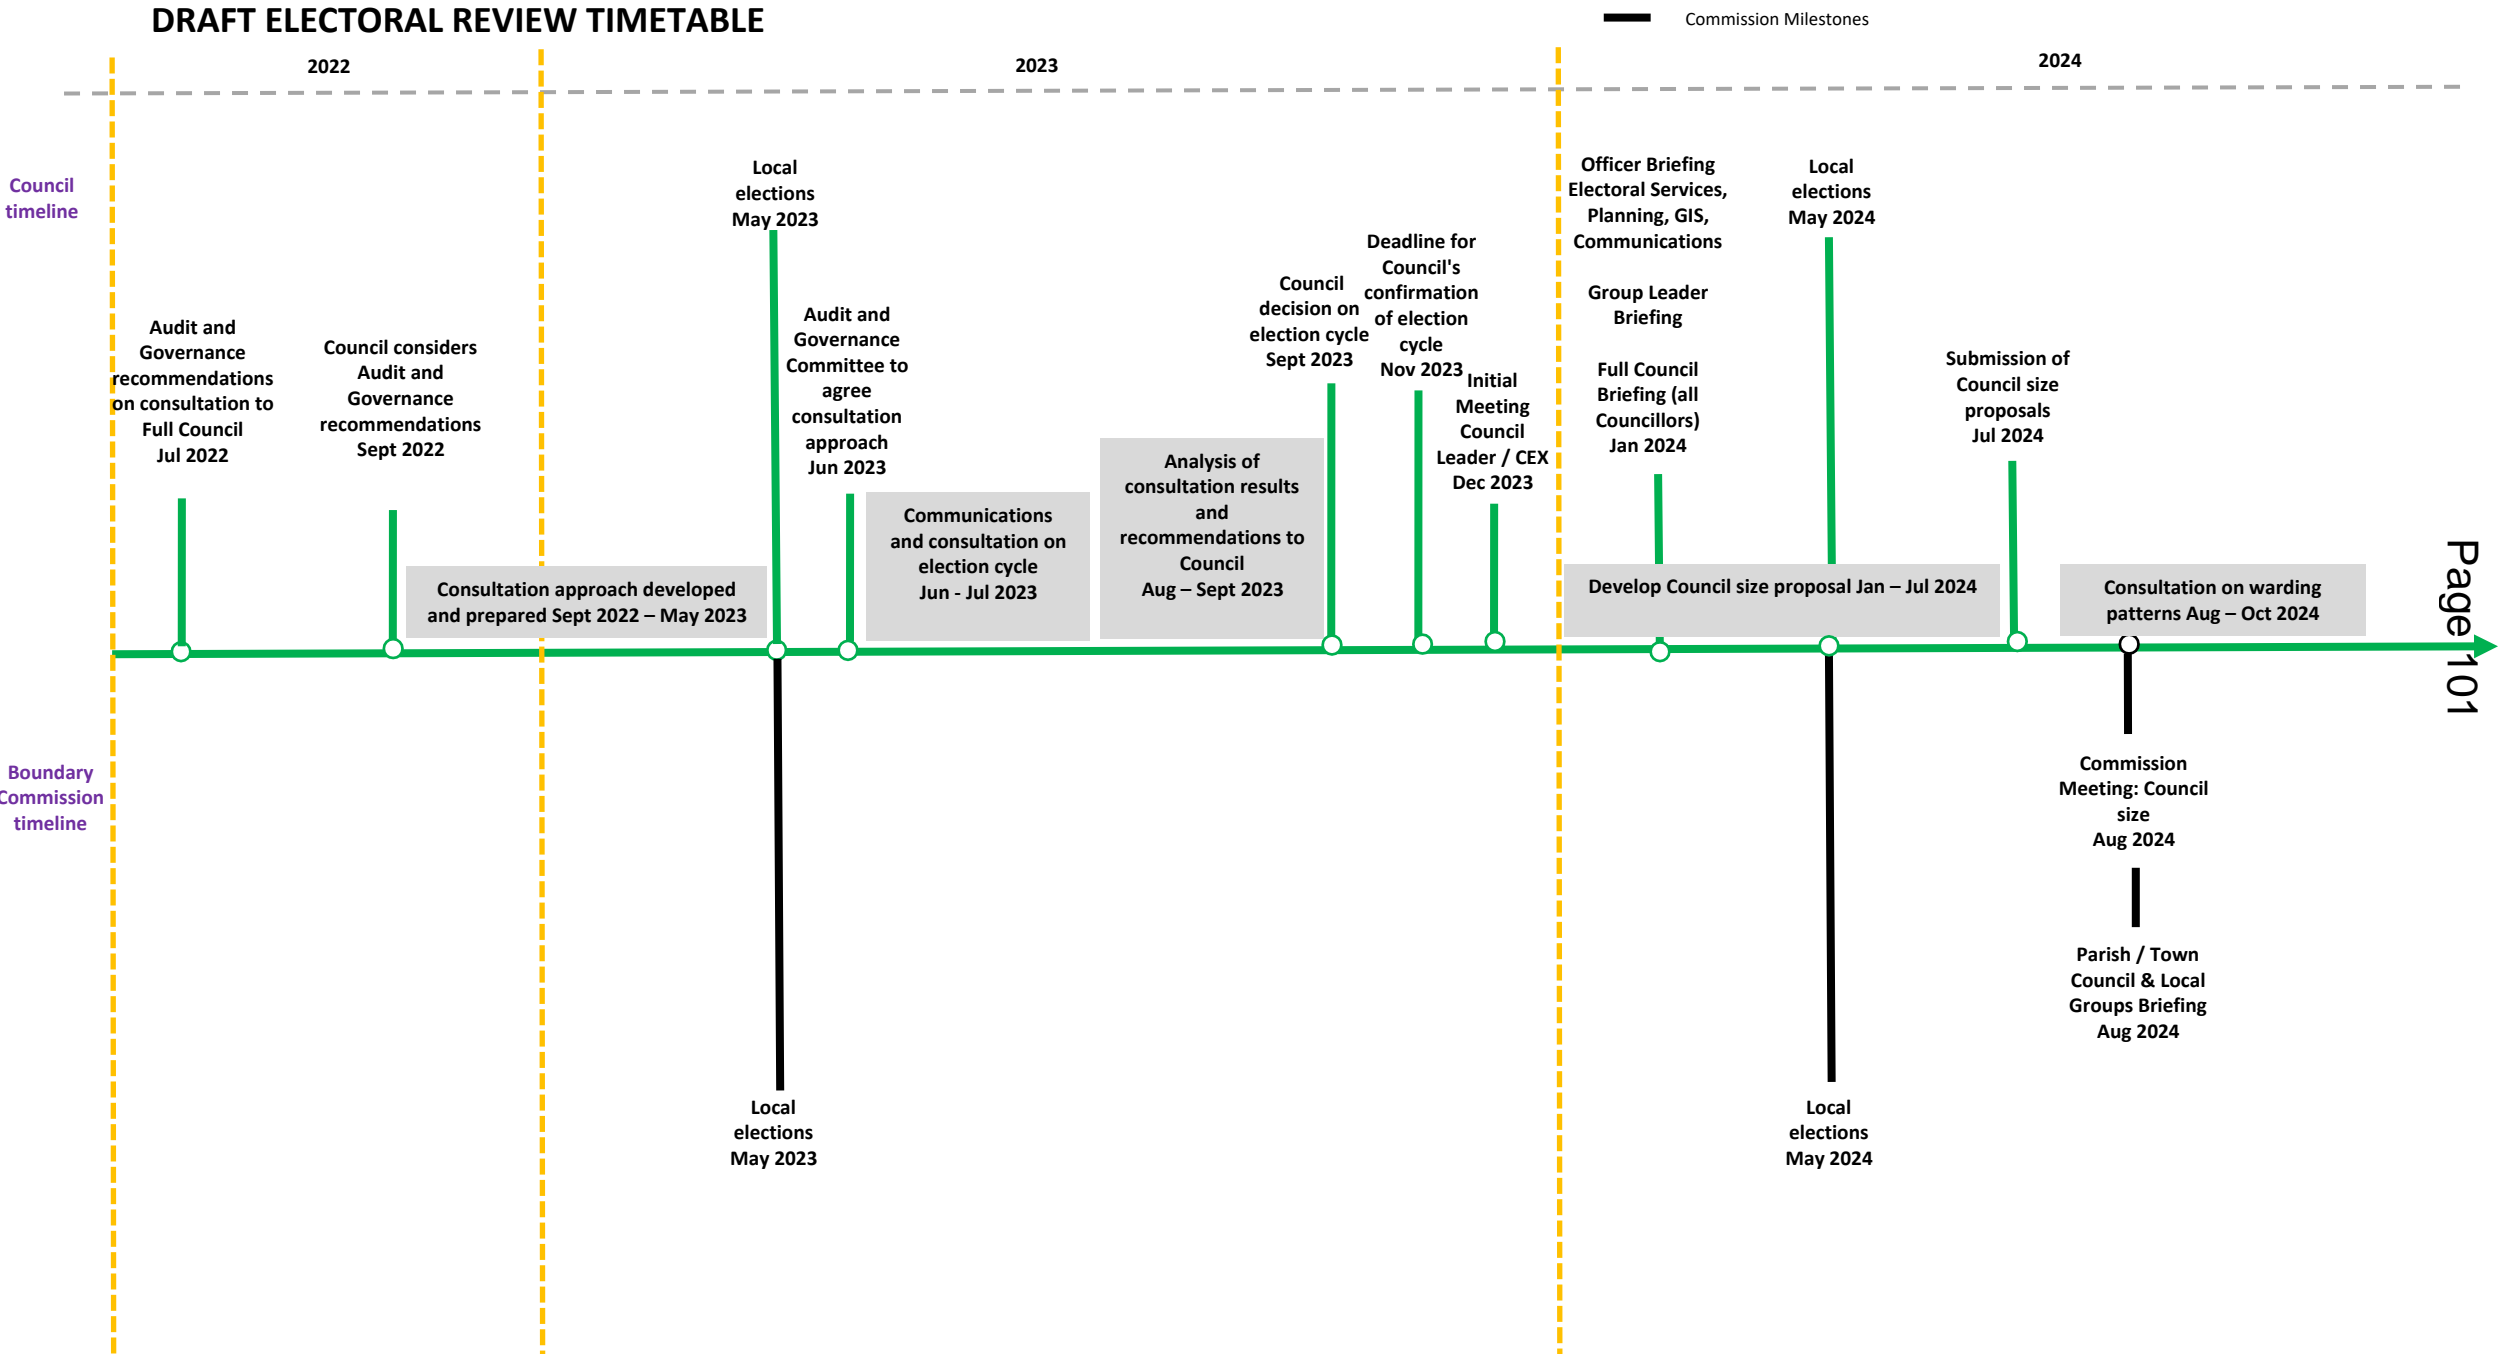 DRAFT ELECTORAL REVIEW TIMETABLE
Commission Milestones
2022
2023
2024
Council
timeline
Audit and
Governance
recommendations
on consultation to
Full Council
Jul 2022
Council considers
Audit and
Governance
recommendations
Sept 2022
Consultation approach developed
and prepared Sept 2022 – May 2023
Local
elections
May 2023
Audit and
Governance
Committee to
agree
consultation
approach
Jun 2023
Communications
and consultation on
election cycle
Jun - Jul 2023
Analysis of
consultation results
and
recommendations to
Council
Aug – Sept 2023
Council
decision on
election cycle
Sept 2023
Deadline for
Council's
confirmation
of election
cycle
Nov 2023
Initial
Meeting
Council
Leader / CEX
Dec 2023
Officer Briefing
Electoral Services,
Planning, GIS,
Communications
Group Leader
Briefing
Full Council
Briefing (all
Councillors)
Jan 2024
Local
elections
May 2024
Develop Council size proposal Jan – Jul 2024
Submission of
Council size
proposals
Jul 2024
Consultation on warding
patterns Aug – Oct 2024
Page 101
Boundary
Commission
timeline
Local
elections
May 2023
Local
elections
May 2024
Commission
Meeting: Council
size
Aug 2024
Parish / Town
Council & Local
Groups Briefing
Aug 2024